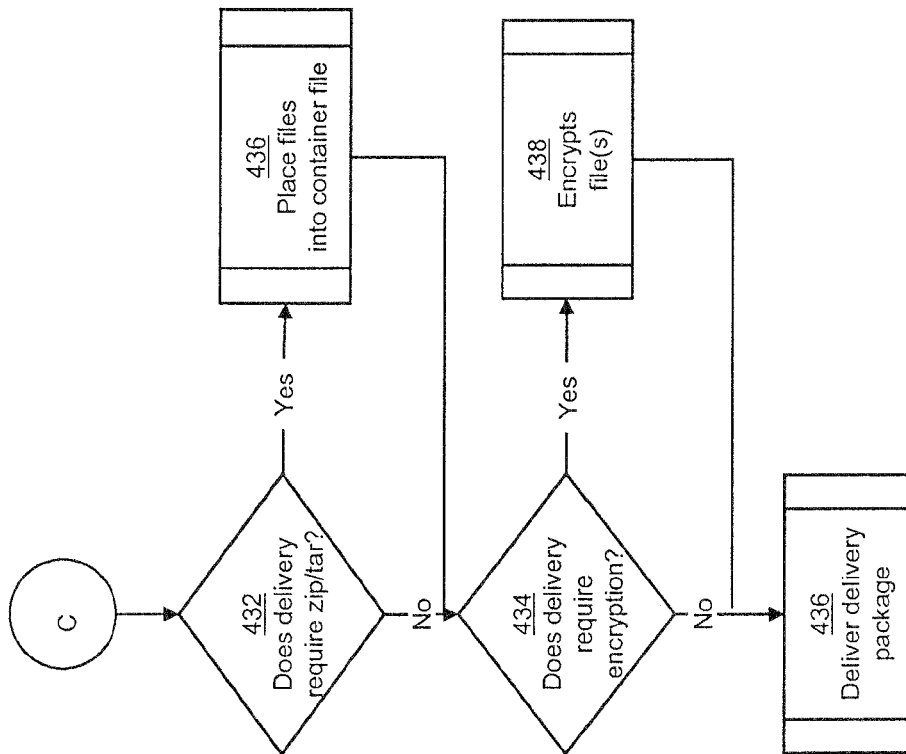 C
432
Does delivery
require zip/tar?
Yes
436
Place files
into container file
No
434
Does delivery
require
encryption?
Yes
438
Encrypts
file(s)
No
436
Deliver delivery
package